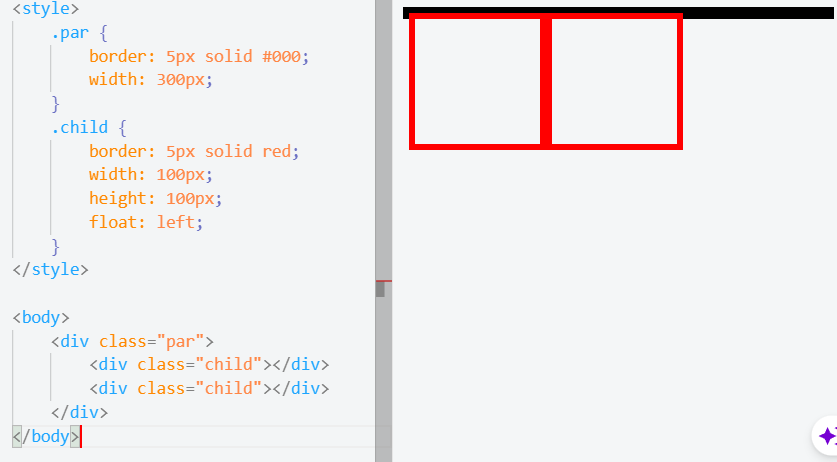 <style>
.par {
border: 5px solid #000;
width: 300px;
}
.child {
border: 5px solid red;
width: 100px;
height: 100px;
float: left;
}
</style>
<body>
<div class="par">
<div class="child"></div>
<div class="child"></div>
</div>
</body>